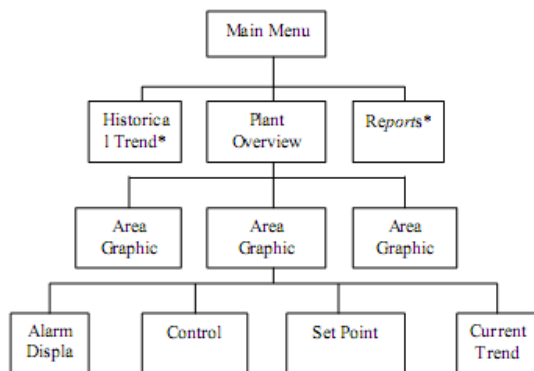 Main Menu
Historica
l Trend*
Plant
Overview
Reports*
Area
Graphic
Area
Graphic
Area
Graphic
Alarm
Displa
Control
Set Point
Current
Trend